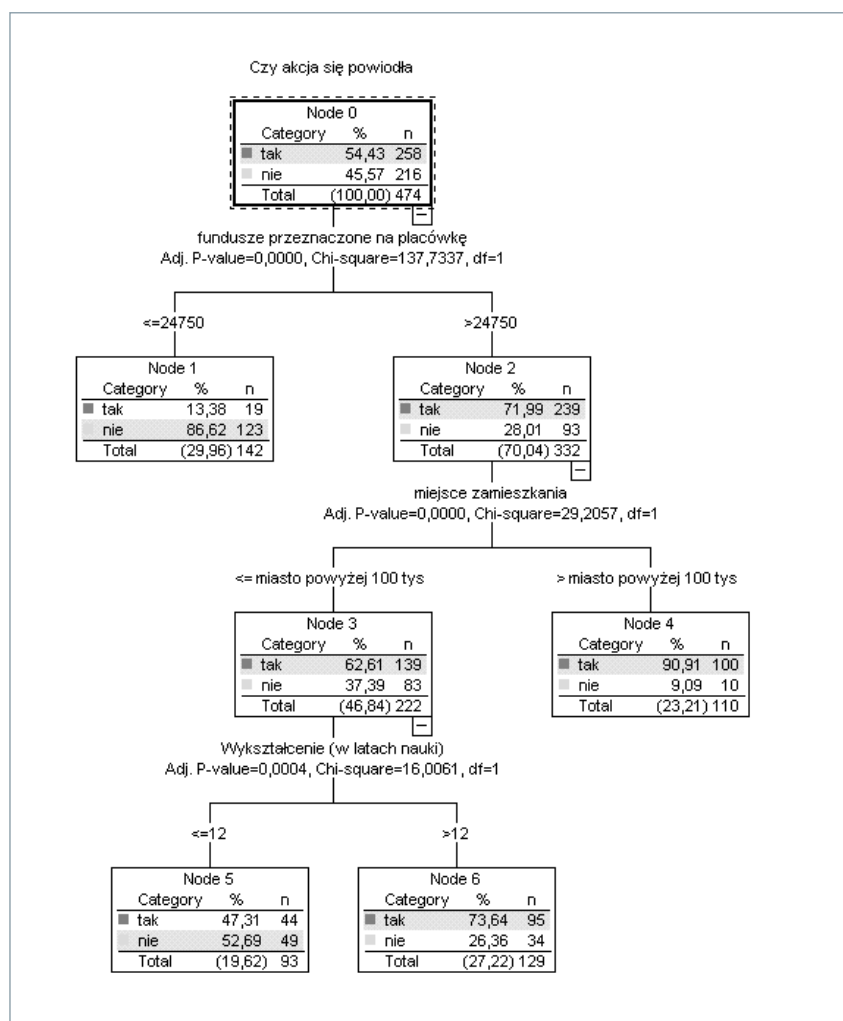 Czy akcja się powiodła
Node 0
Category % n
tak 54,43 258
nie 45,57 216
Total (100,00) 474
fundusze przeznaczone na placówkę
Adj. P-value=0,0000, Chi-square=137,7337, df=1
<=24750
>24750
Node 1
Category % n
tak 13,38 19
nie 86,62 123
Total (29,96) 142
Node 2
Category % n
tak 71,99 239
nie 28,01 93
Total (70,04) 332
miejsce zamieszkania
Adj. P-value=0,0000, Chi-square=29,2057, df=1
<= miasto powyżej 100 tys
> miasto powyżej 100 tys
Node 3
Category % n
tak 62,61 139
nie 37,39 83
Total (46,84) 222
Node 4
Category % n
tak 90,91 100
nie 9,09 10
Total (23,21) 110
Wykształcenie (w latach nauki)
Adj. P-value=0,0004, Chi-square=16,0061, df=1
<=12
>12
Node 5
Category % n
tak 47,31 44
nie 52,69 49
Total (19,62) 93
Node 6
Category % n
tak 73,64 95
nie 26,36 34
Total (27,22) 129